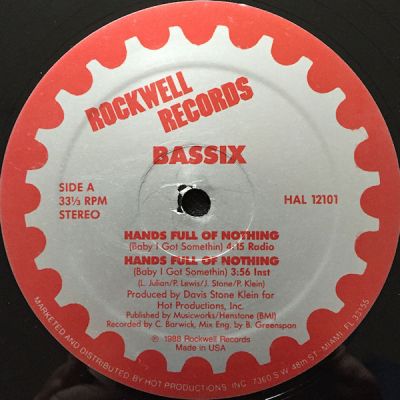 ROCKWELL
RECORDS
BASSIX
SIDE A
33⅓ RPM
STEREO
HAL 12101
HANDS FULL OF NOTHING
(Baby I Got Somethin) 4:15 Radio
HANDS FULL OF NOTHING
(Baby I Got Somethin) 3:56 Inst
(L. Julian/P. Lewis/J. Stone/P. Klein)
Produced by Davis Stone Klein for
Hot Productions, Inc.
Published by Musicworks/Henstone (BMI)
Recorded by C. Barwick, Mix Eng. by B. Greenspan
℗ 1988 Rockwell Records
Made in USA
MARKETED AND DISTRIBUTED BY HOT PRODUCTIONS, INC. 7360 S.W 48th ST· MIAMI, FL 33155